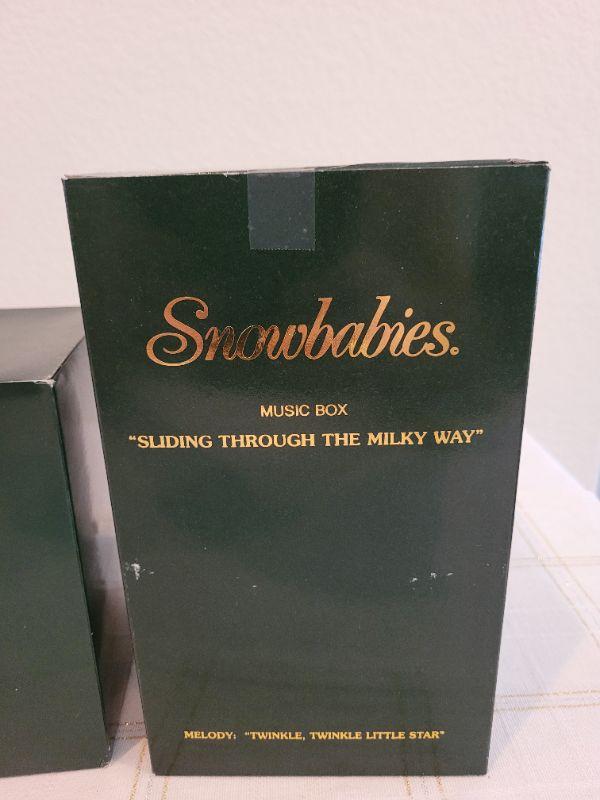 Snowbabies®
MUSIC BOX
"SLIDING THROUGH THE MILKY WAY"
MELODY: "TWINKLE, TWINKLE LITTLE STAR"